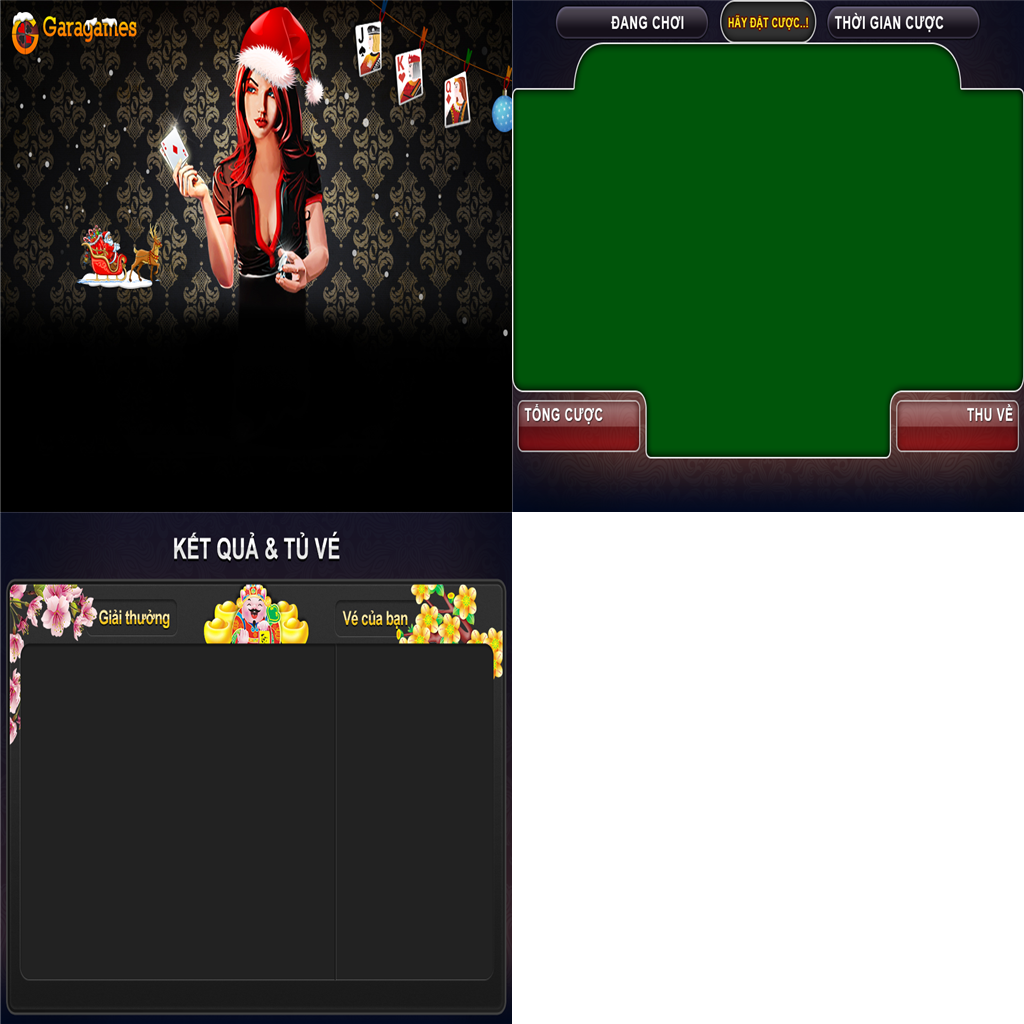 Garagames
J
K
Q
ĐANG CHƠI
HÃY ĐẶT CƯỢC..!
THỜI GIAN CƯỢC
TỔNG CƯỢC
THU VỀ
KẾT QUẢ & TỦ VÉ
Giải thưởng
Vé của bạn